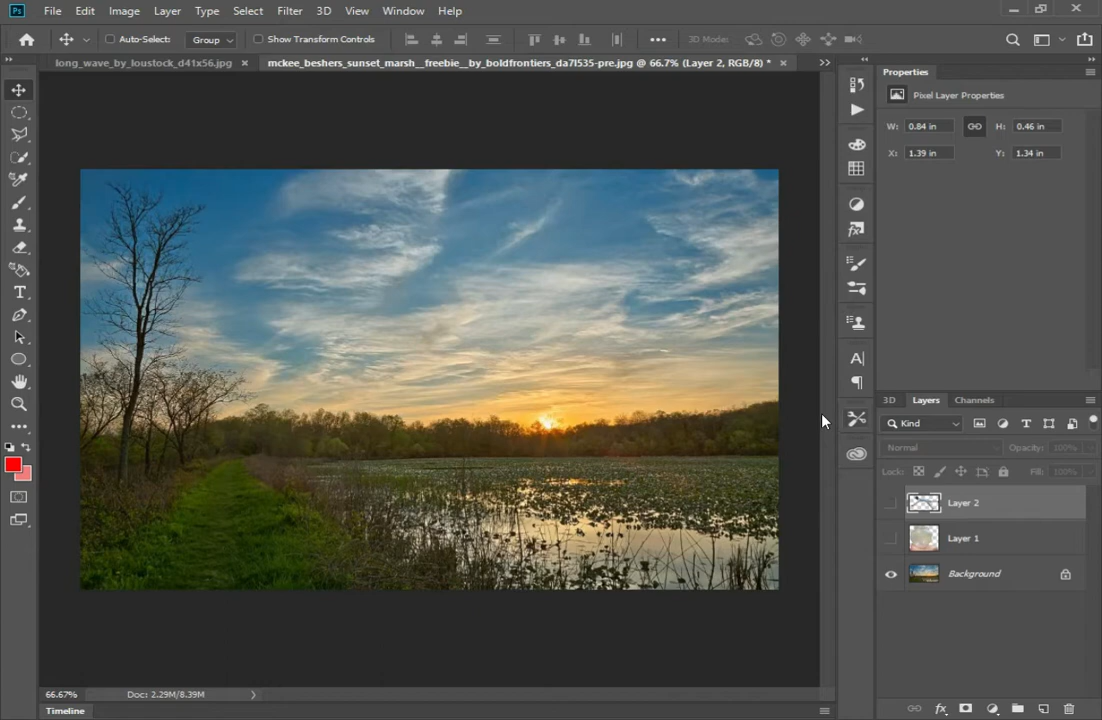 Ps File Edit Image Layer Type Select Filter 3D View Window Help
Auto-Select: Group Show Transform Controls 3D Mode:
long_wave_by_loustock_d41x56.jpg × mckee_beshers_sunset_marsh__freebie__by_boldfrontiers_da7l535-pre.jpg @ 66.7% (Layer 2, RGB/8) * ×
Properties
Pixel Layer Properties
W: 0.84 in H: 0.46 in
X: 1.39 in Y: 1.34 in
3D Layers Channels
Kind
Normal Opacity: 100%
Lock: Fill: 100%
Layer 2
Layer 1
Background
66.67% Doc: 2.29M/8.39M
Timeline